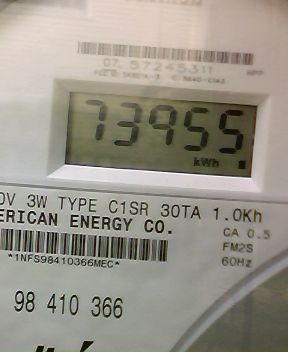 07 57245311
73955
kWh
0V 3W TYPE C1SR 30TA 1.0Kh
ERICAN ENERGY CO.
CA 0.5
FM2S
*1NFS98410366MEC*
60Hz
98 410 366